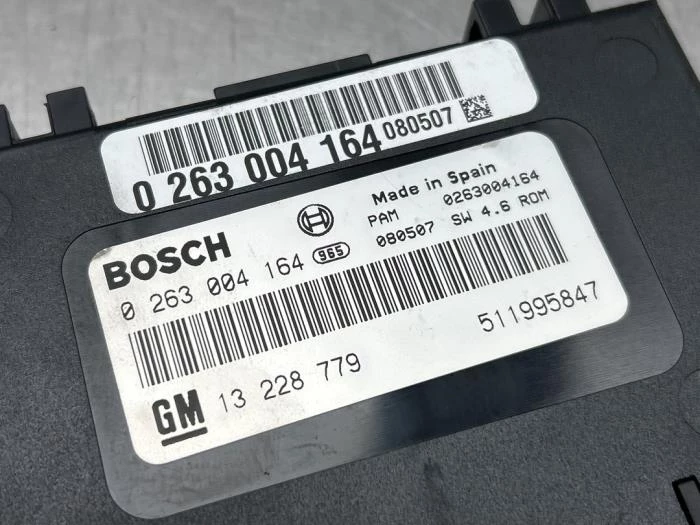 0 263 004 164 080507
Made in Spain
PAM 0263004164
080507 SW 4.6 ROM
BOSCH
0 263 004 164 965
511995847
GM 13 228 779